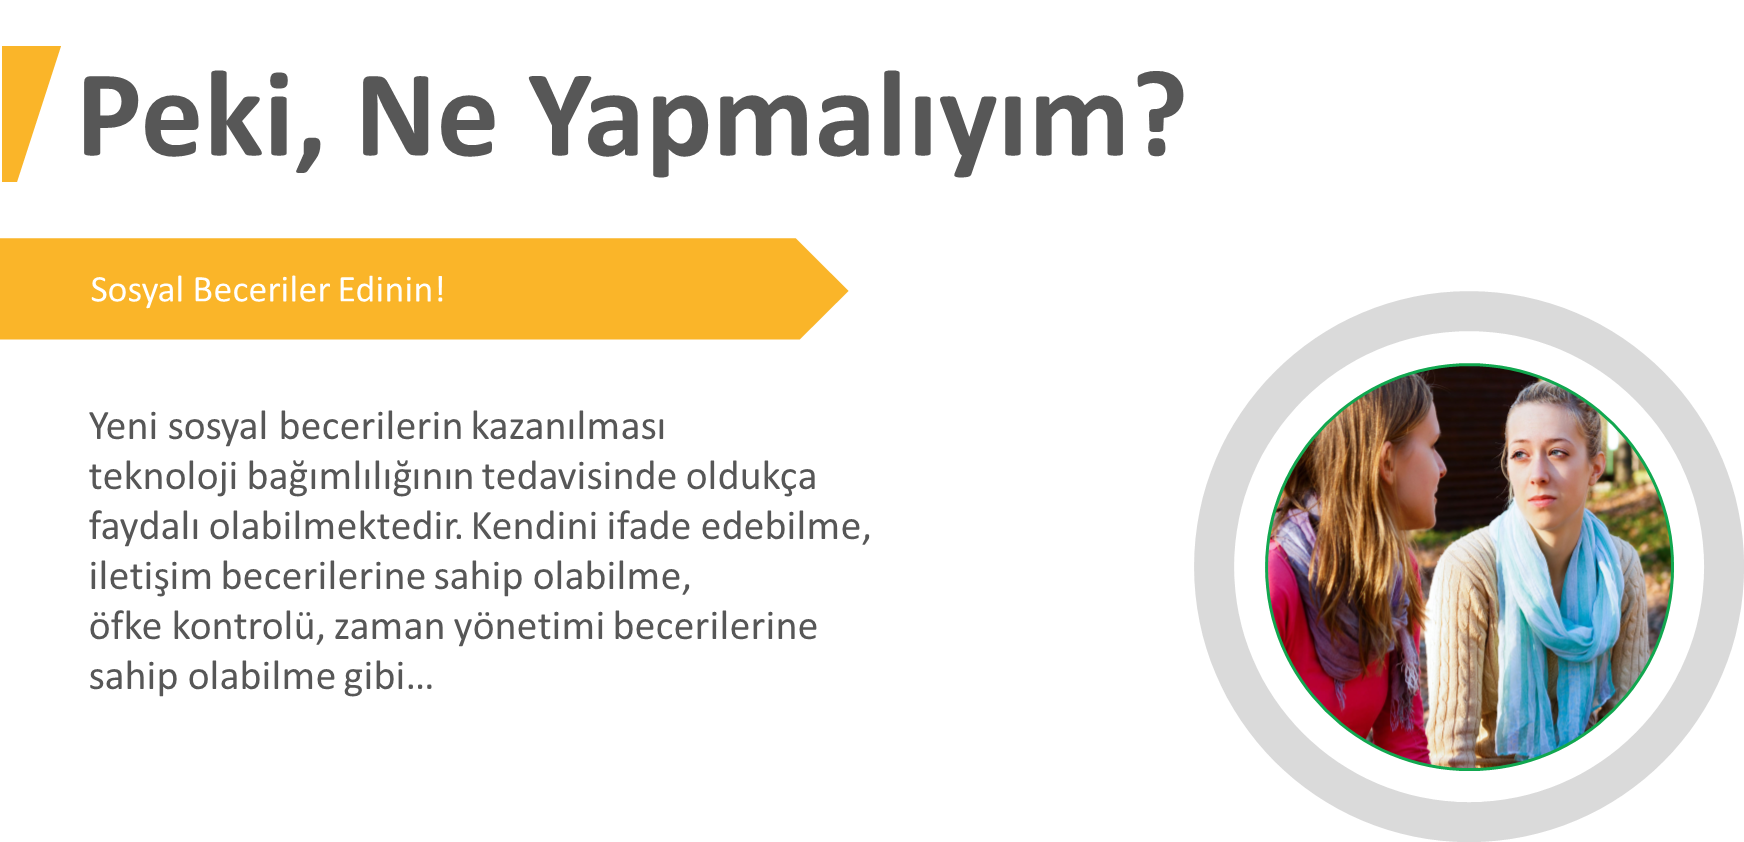 Peki, Ne Yapmalıyım?
Sosyal Beceriler Edinin!
Yeni sosyal becerilerin kazanılması
teknoloji bağımlılığının tedavisinde oldukça
faydalı olabilmektedir. Kendini ifade edebilme,
iletişim becerilerine sahip olabilme,
öfke kontrolü, zaman yönetimi becerilerine
sahip olabilme gibi...